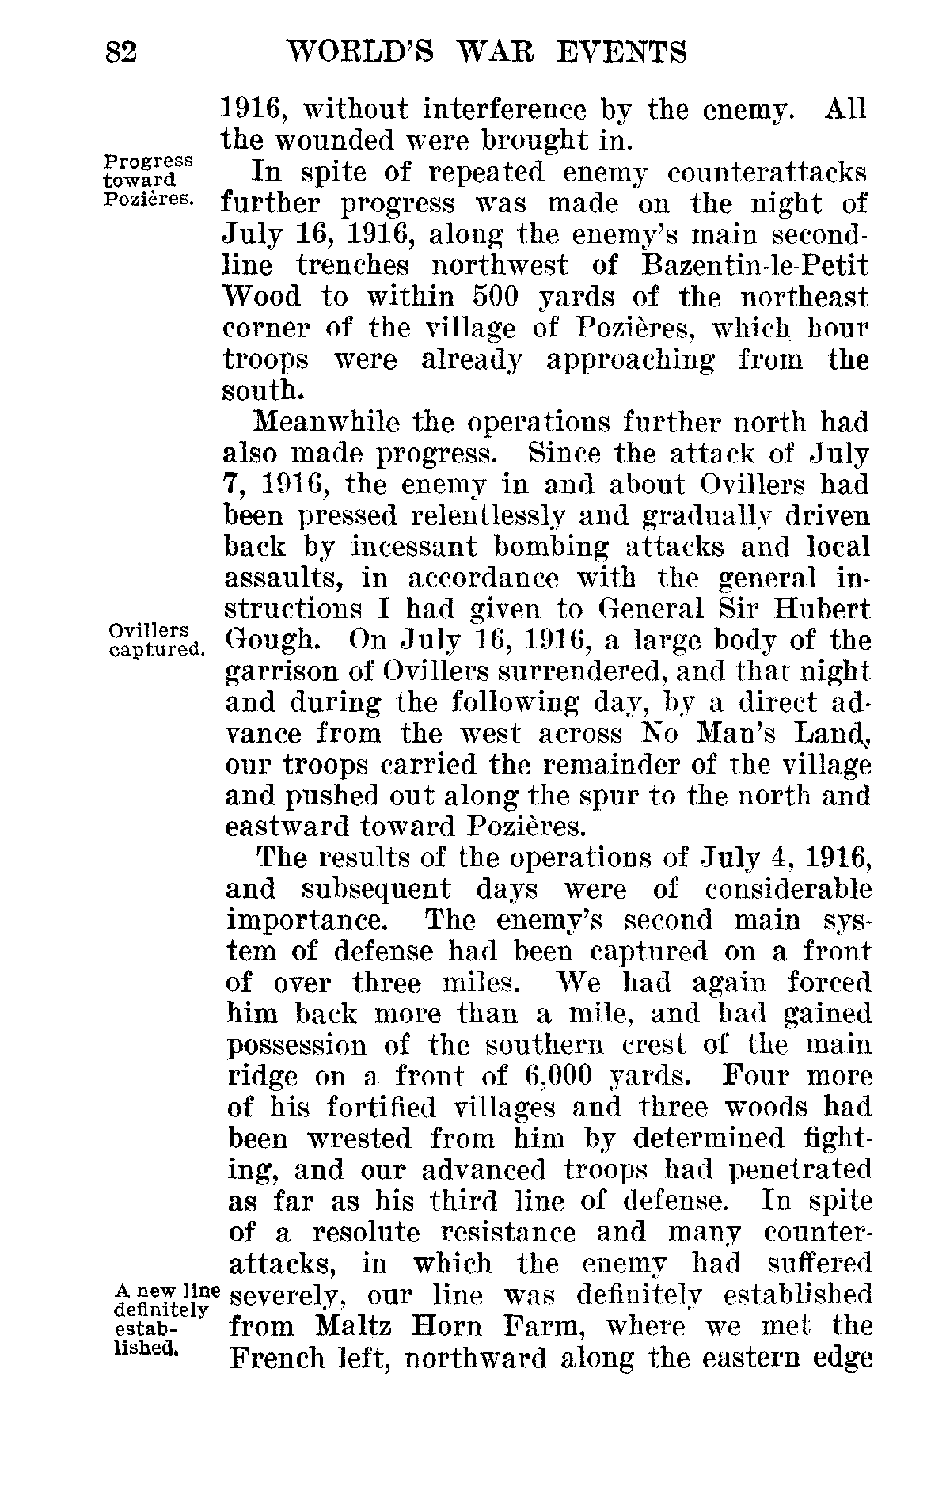 82 WORLD'S WAR EVENTS
1916, without interference by the enemy. All
the wounded were brought in.
Progress
toward
Pozières.
In spite of repeated enemy counterattacks
further progress was made on the night of
July 16, 1916, along the enemy's main second-
line trenches northwest of Bazentin-le-Petit
Wood to within 500 yards of the northeast
corner of the village of Pozières, which hour
troops were already approaching from the
south.
Meanwhile the operations further north had
also made progress. Since the attack of July
7, 1916, the enemy in and about Ovillers had
been pressed relentlessly and gradually driven
back by incessant bombing attacks and local
assaults, in accordance with the general in-
structions I had given to General Sir Hubert
Ovillers
captured.
Gough. On July 16, 1916, a large body of the
garrison of Ovillers surrendered, and that night
and during the following day, by a direct ad-
vance from the west across No Man's Land,
our troops carried the remainder of the village
and pushed out along the spur to the north and
eastward toward Pozières.
The results of the operations of July 4, 1916,
and subsequent days were of considerable
importance. The enemy's second main sys-
tem of defense had been captured on a front
of over three miles. We had again forced
him back more than a mile, and had gained
possession of the southern crest of the main
ridge on a front of 6,000 yards. Four more
of his fortified villages and three woods had
been wrested from him by determined fight-
ing, and our advanced troops had penetrated
as far as his third line of defense. In spite
of a resolute resistance and many counter-
attacks, in which the enemy had suffered
A new line
definitely
estab-
lished.
severely, our line was definitely established
from Maltz Horn Farm, where we met the
French left, northward along the eastern edge